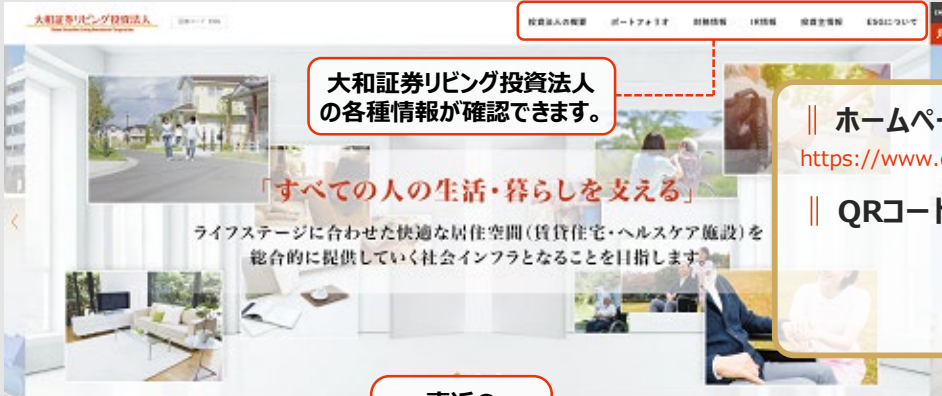 大和証券リビング投資法人
投資法人の概要 ポートフォリオ 財務情報 IR情報 投資主情報 ESGについて
大和証券リビング投資法人
の各種情報が確認できます。
ホームペー
https://www.
QRコード
「すべての人の生活・暮らしを支える」
ライフステージに合わせた快適な居住空間(賃貸住宅・ヘルスケア施設)を
総合的に提供していく社会インフラとなることを目指します